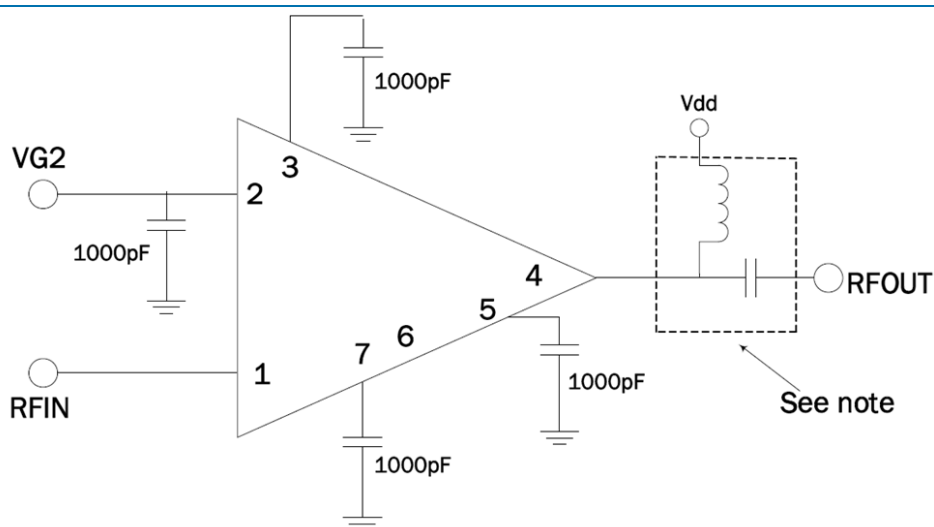 1000pF
Vdd
VG2
3
2
1000pF
4
RFOUT
5
6
7
1
1000pF
RFIN
See note
1000pF